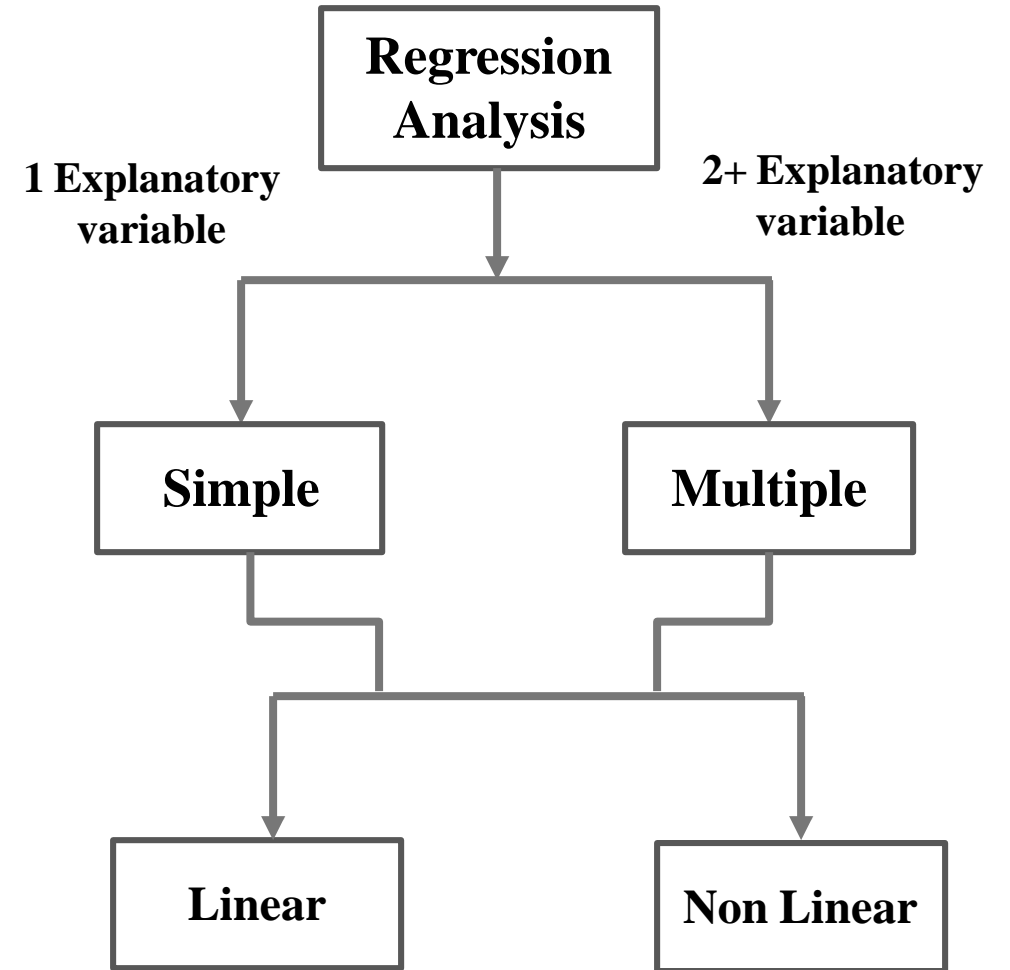 Regression
Analysis
1 Explanatory
variable
2+ Explanatory
variable
Simple
Multiple
Linear
Non Linear